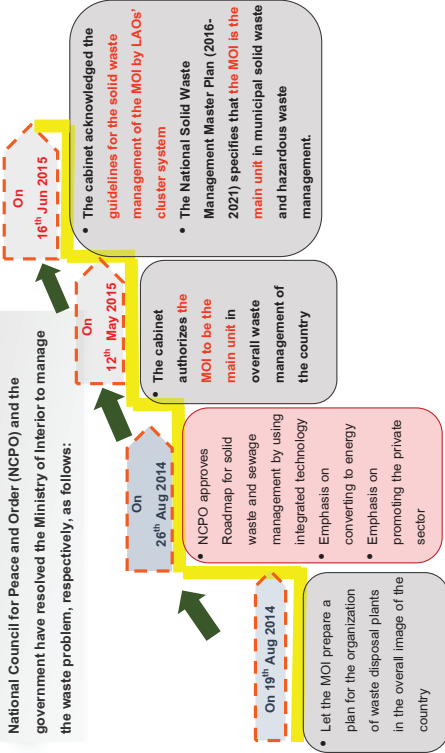 National Council for Peace and Order (NCPO) and the
government have resolved the Ministry of Interior to manage
the waste problem, respectively, as follows:
On 19th Aug 2014
• Let the MOI prepare a
plan for the organization
of waste disposal plants
in the overall image of the
country
On
26th Aug 2014
• NCPO approves
Roadmap for solid
waste and sewage
management by using
integrated technology
• Emphasis on
converting to energy
• Emphasis on
promoting the private
sector
On
12th May 2015
• The cabinet
authorizes the
MOI to be the
main unit in
overall waste
management of
the country
On
16th Jun 2015
• The cabinet acknowledged the
guidelines for the solid waste
management of the MOI by LAOs’
cluster system
• The National Solid Waste
Management Master Plan (2016-
2021) specifies that the MOI is the
main unit in municipal solid waste
and hazardous waste
management.